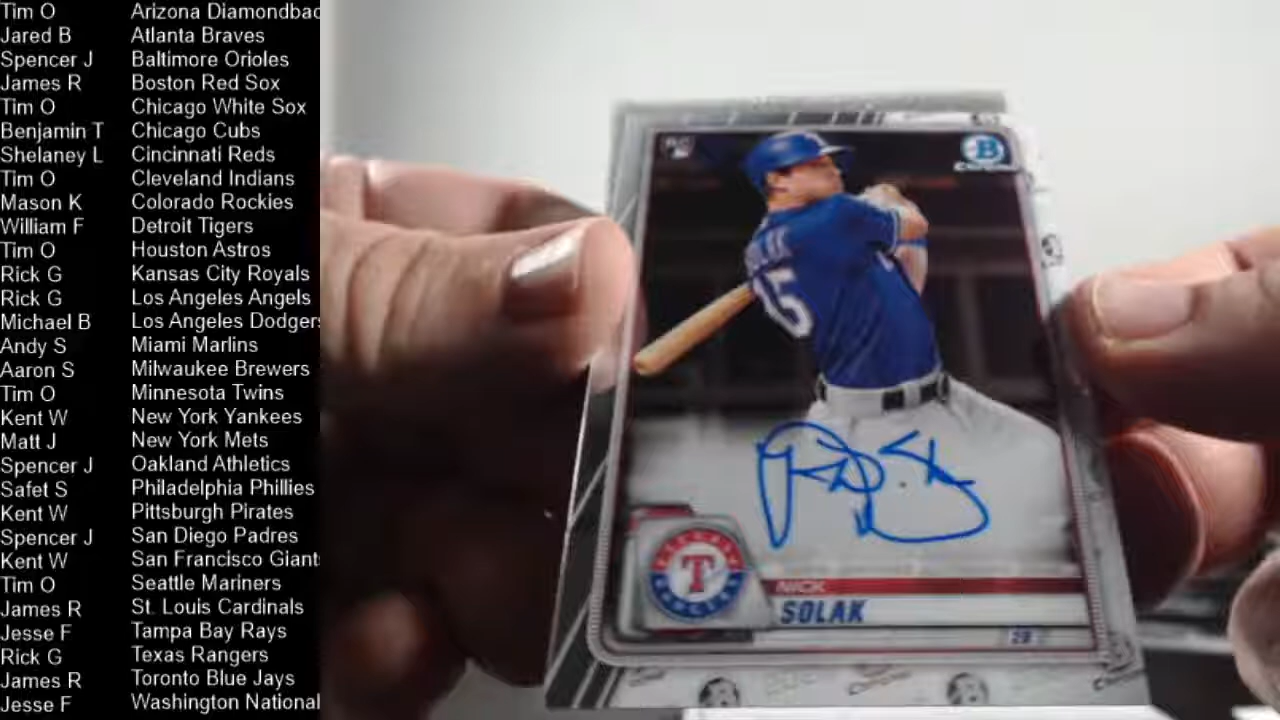 Tim O Arizona Diamondbac
Jared B Atlanta Braves
Spencer J Baltimore Orioles
James R Boston Red Sox
Tim O Chicago White Sox
Benjamin T Chicago Cubs
Shelaney L Cincinnati Reds
Tim O Cleveland Indians
Mason K Colorado Rockies
William F Detroit Tigers
Tim O Houston Astros
Rick G Kansas City Royals
Rick G Los Angeles Angels
Michael B Los Angeles Dodgers
Andy S Miami Marlins
Aaron S Milwaukee Brewers
Tim O Minnesota Twins
Kent W New York Yankees
Matt J New York Mets
Spencer J Oakland Athletics
Safet S Philadelphia Phillies
Kent W Pittsburgh Pirates
Spencer J San Diego Padres
Kent W San Francisco Giants
Tim O Seattle Mariners
James R St. Louis Cardinals
Jesse F Tampa Bay Rays
Rick G Texas Rangers
James R Toronto Blue Jays
Jesse F Washington National
B
SOLAK
15
T
NICK
SOLAK
2B